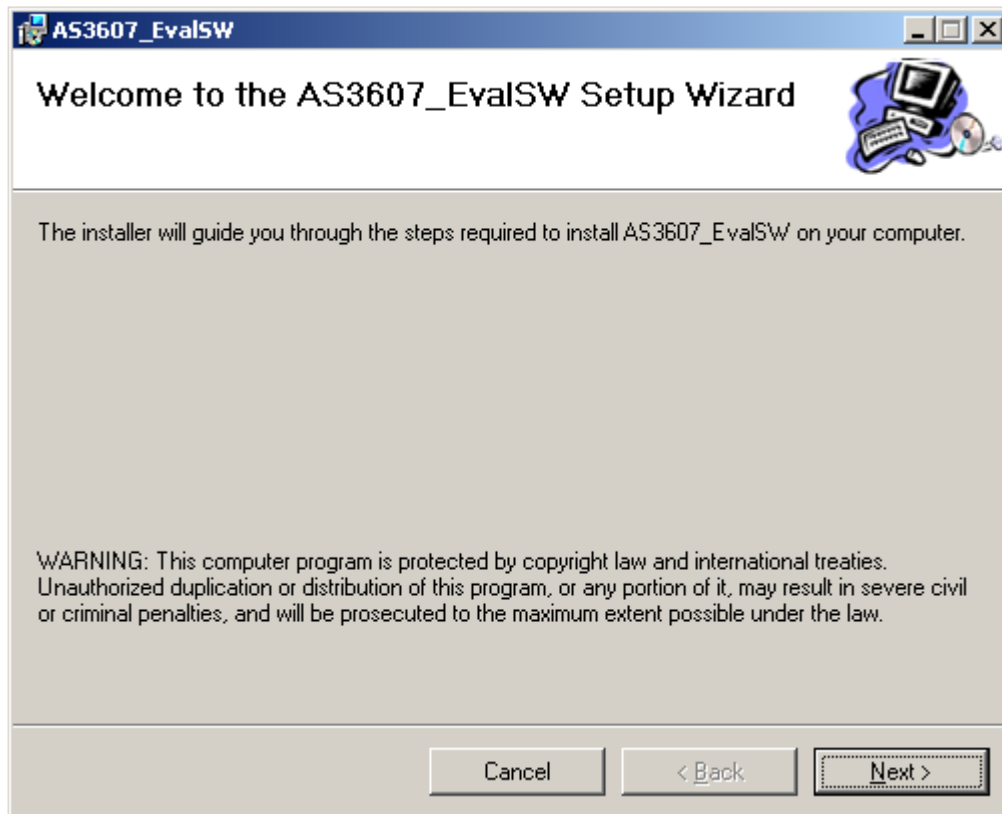 AS3607_EvalSW
Welcome to the AS3607_EvalSW Setup Wizard
The installer will guide you through the steps required to install AS3607_EvalSW on your computer.
WARNING: This computer program is protected by copyright law and international treaties.
Unauthorized duplication or distribution of this program, or any portion of it, may result in severe civil
or criminal penalties, and will be prosecuted to the maximum extent possible under the law.
Cancel
< Back
Next >